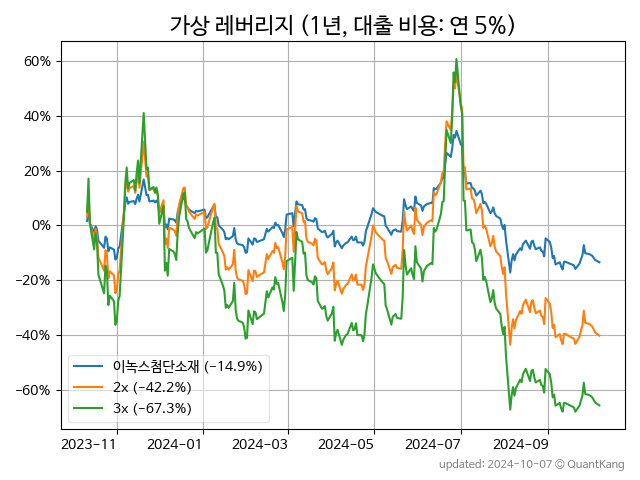 가상 레버리지 (1년, 대출 비용: 연 5%)
60%
40%
20%
0%
−20%
−40%
−60%
이녹스첨단소재 (−14.9%)
2x (−42.2%)
3x (−67.3%)
2023-11
2024-01
2024-03
2024-05
2024-07
2024-09
updated: 2024-10-07 © QuantKang